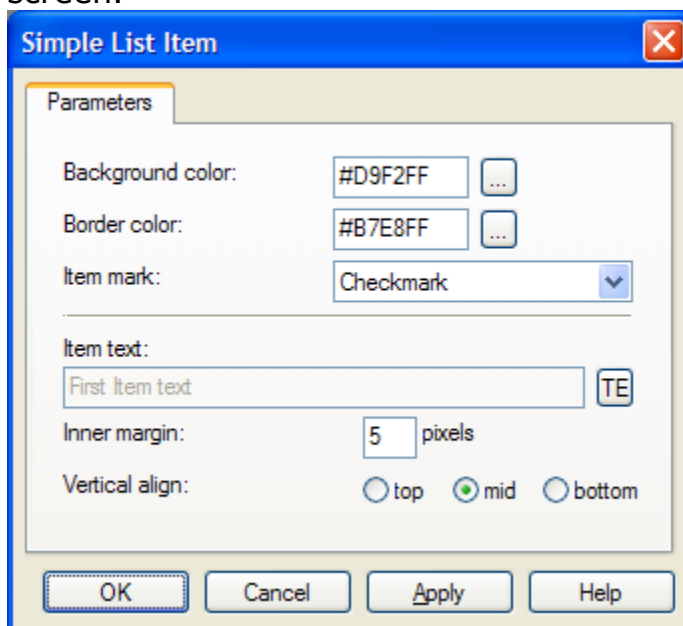 screen.
Simple List Item
Parameters
Background color: #D9F2FF ...
Border color: #B7E8FF ...
Item mark: Checkmark
Item text:
First Item text TE
Inner margin: 5 pixels
Vertical align: top mid bottom
OK Cancel Apply Help